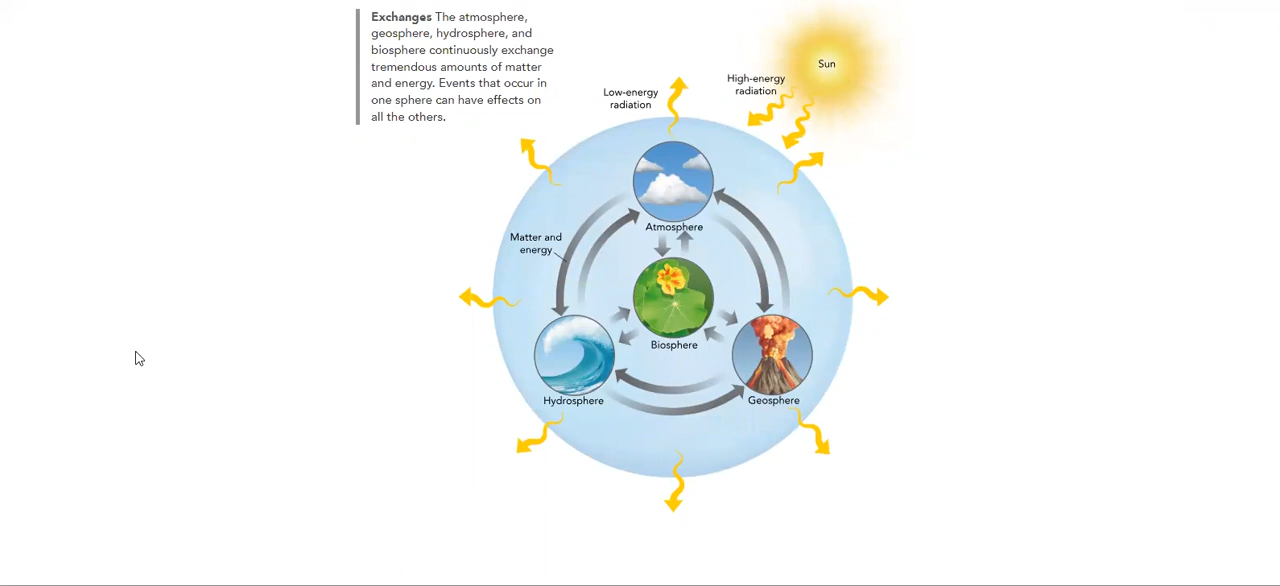 Exchanges The atmosphere,
geosphere, hydrosphere, and
biosphere continuously exchange
tremendous amounts of matter
and energy. Events that occur in
one sphere can have effects on
all the others.
Sun
High-energy
radiation
Low-energy
radiation
Atmosphere
Matter and
energy
Biosphere
Hydrosphere
Geosphere